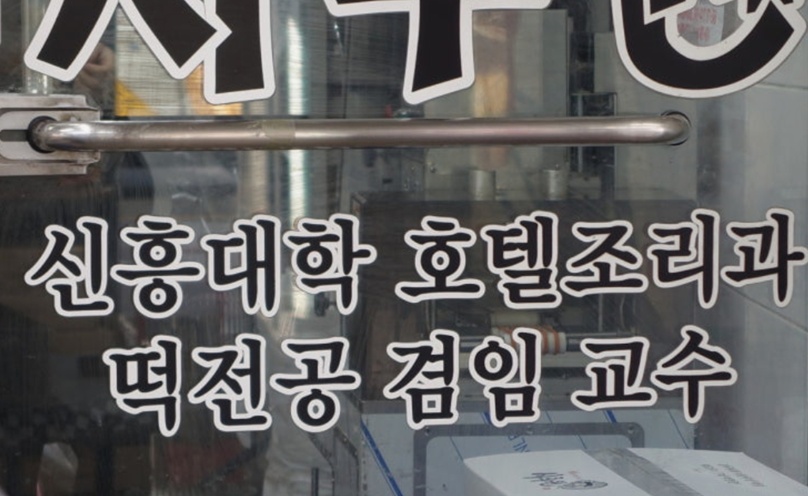 신흥대학 호텔조리과
떡전공 겸임 교수